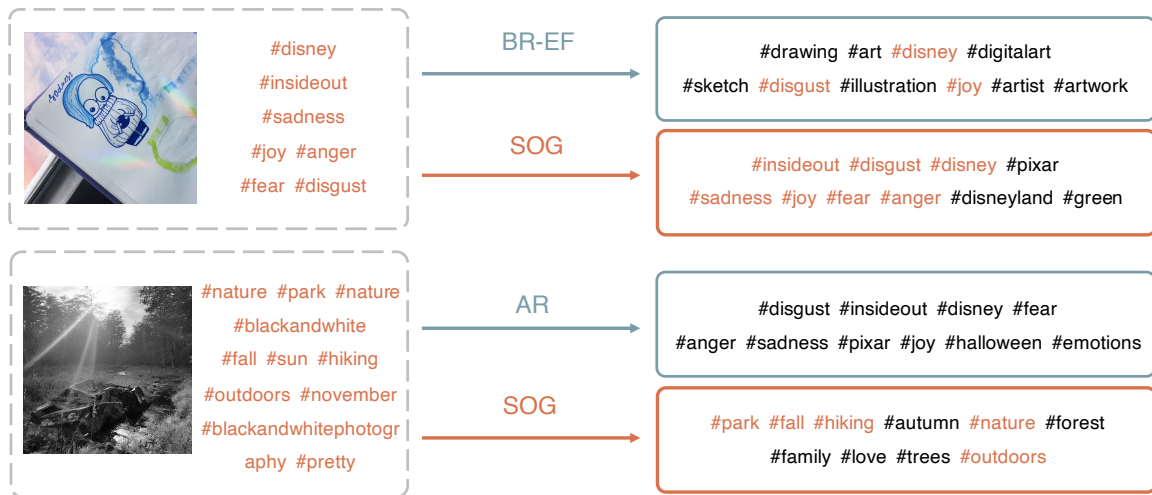 sadness
#disney
#insideout
#sadness
#joy #anger
#fear #disgust
BR-EF
#drawing #art #disney #digitalart
#sketch #disgust #illustration #joy #artist #artwork
SOG
#insideout #disgust #disney #pixar
#sadness #joy #fear #anger #disneyland #green
#nature #park #nature
#blackandwhite
#fall #sun #hiking
#outdoors #november
#blackandwhitephotogr
aphy #pretty
AR
#disgust #insideout #disney #fear
#anger #sadness #pixar #joy #halloween #emotions
SOG
#park #fall #hiking #autumn #nature #forest
#family #love #trees #outdoors